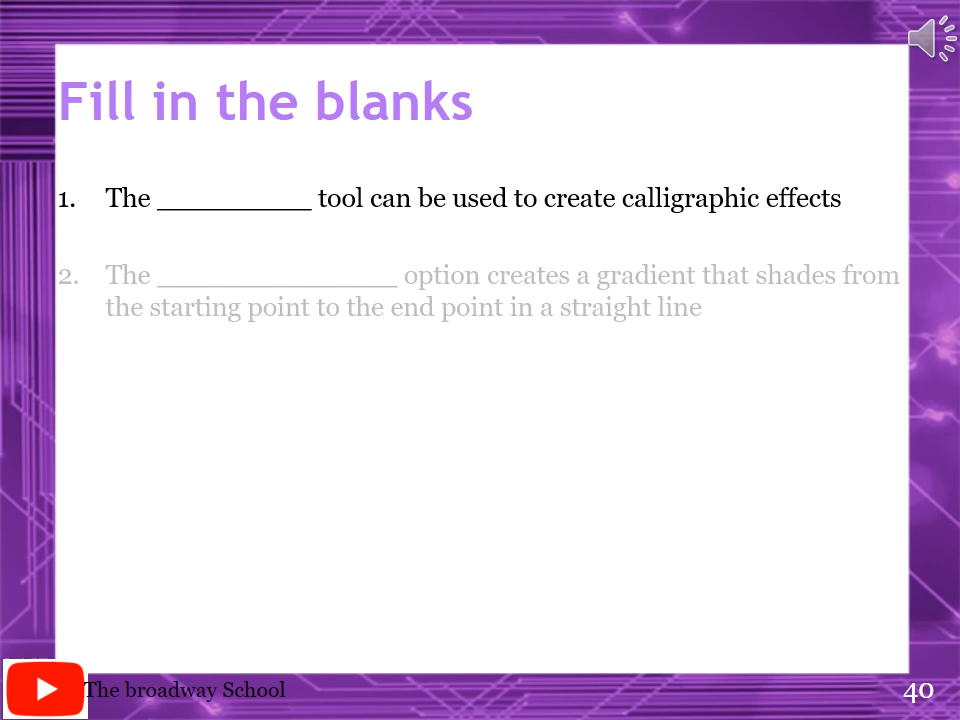 Fill in the blanks
1. The ___________ tool can be used to create calligraphic effects
2. The _________________ option creates a gradient that shades from
the starting point to the end point in a straight line
The broadway School
40